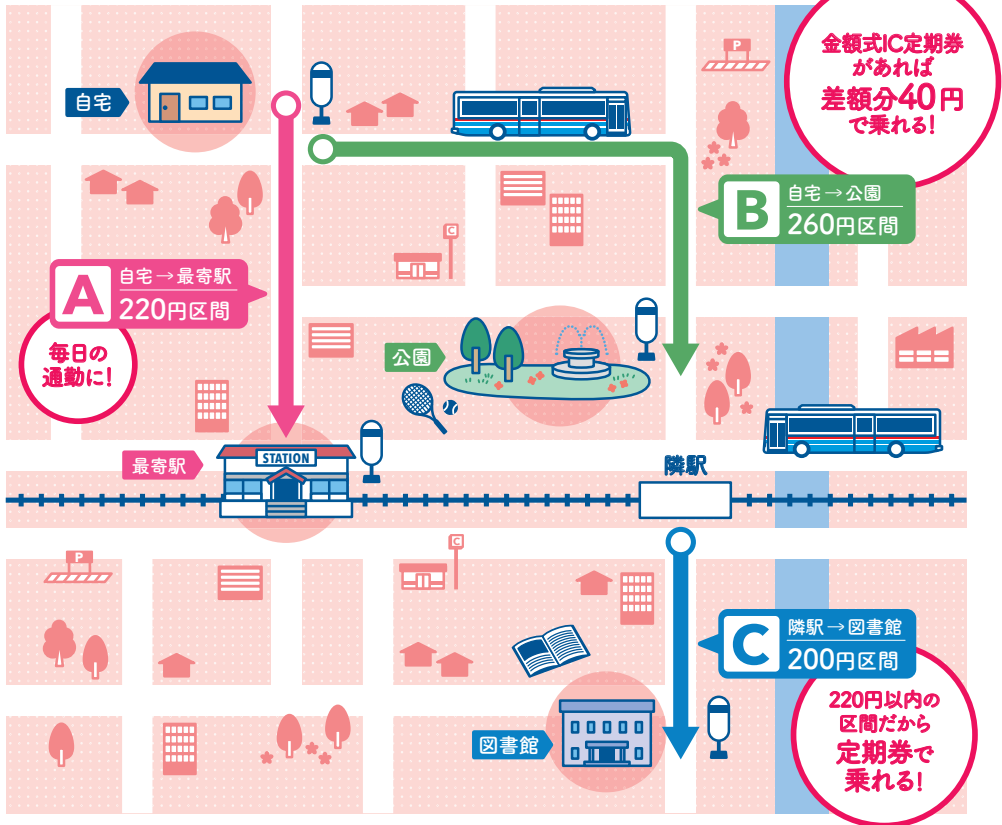 自宅
P
金額式IC定期券
があれば
差額分40円
で乗れる!
B
自宅→公園
260円区間
C
A
自宅→最寄駅
220円区間
毎日の
通勤に!
公園
最寄駅
STATION
隣駅
P
C
C
隣駅→図書館
200円区間
220円以内の
区間だから
定期券で
乗れる!
図書館